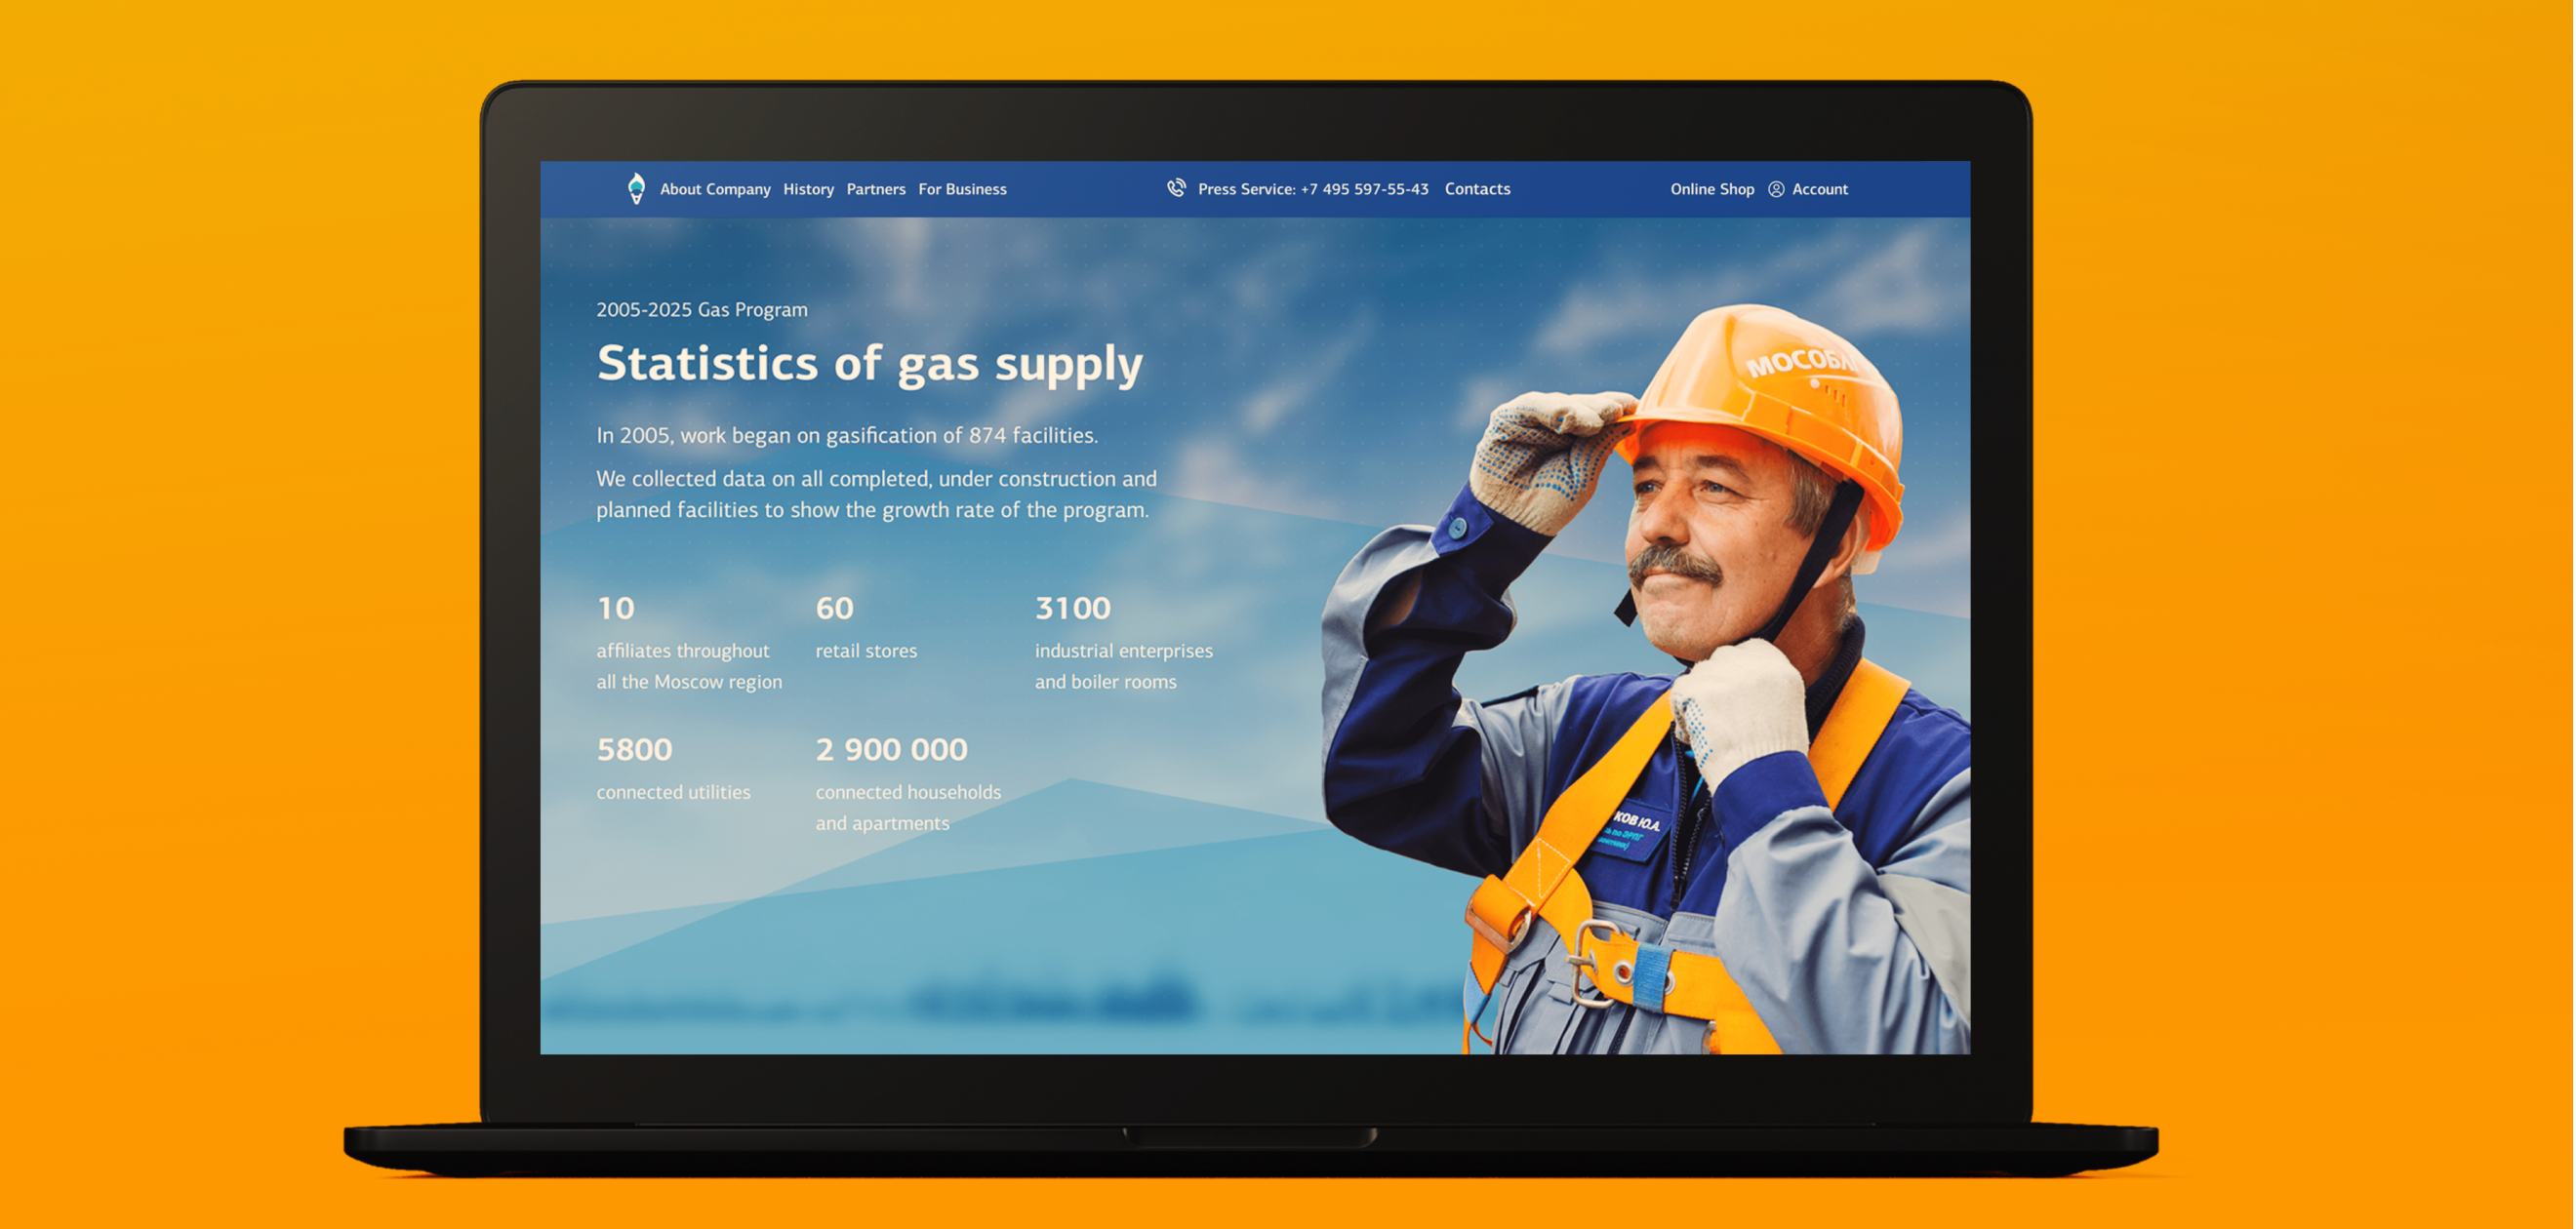 About Company History Partners For Business
Press Service: +7 495 597-55-43 Contacts
Online Shop Account
2005-2025 Gas Program
Statistics of gas supply
In 2005, work began on gasification of 874 facilities.
We collected data on all completed, under construction and
planned facilities to show the growth rate of the program.
10
affiliates throughout
all the Moscow region
60
retail stores
3100
industrial enterprises
and boiler rooms
5800
connected utilities
2 900 000
connected households
and apartments
МОСОБЛ
КОВ Ю.А.